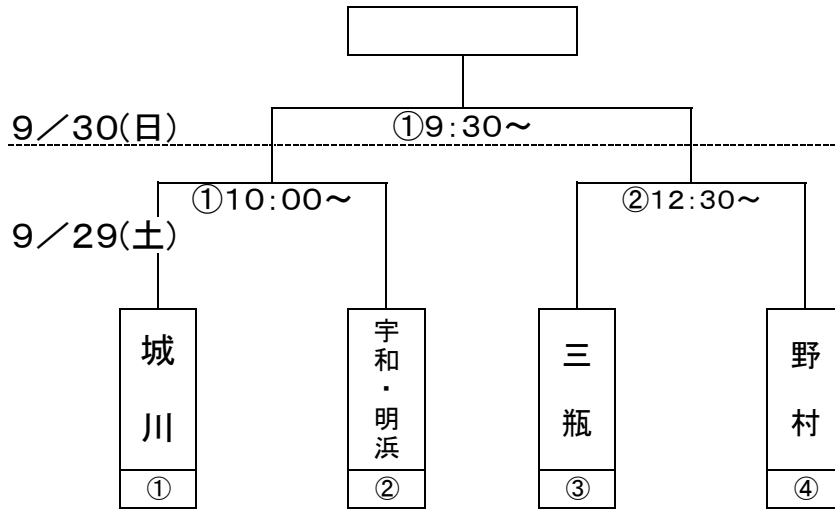 9／30(日)
①9:30～
①10:00～
②12:30～
9／29(土)
城川
宇和・明浜
三瓶
野村
①
②
③
④